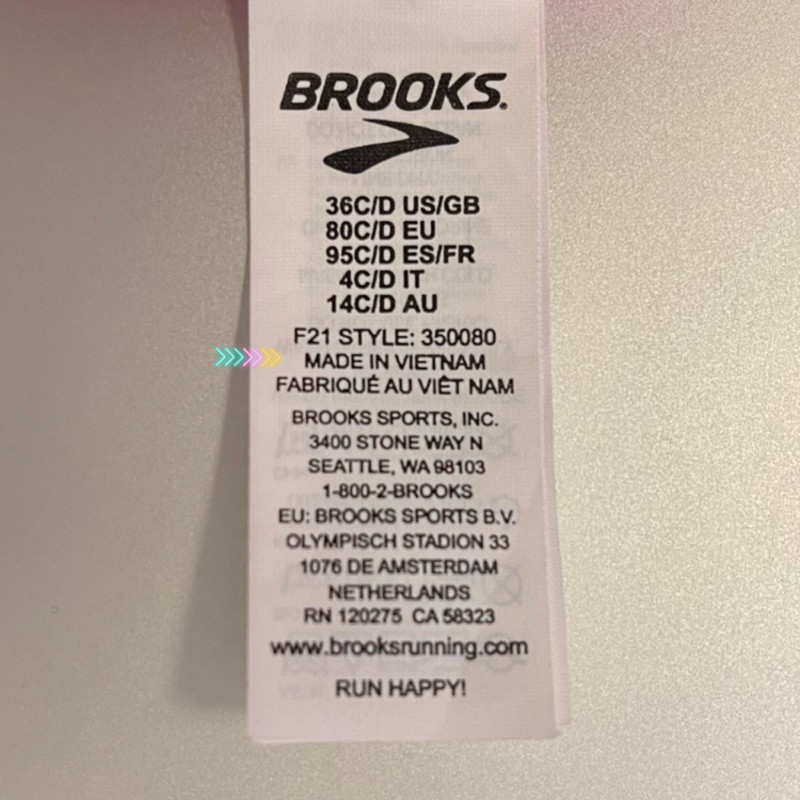 BROOKS.
36C/D US/GB
80C/D EU
95C/D ES/FR
4C/D IT
14C/D AU
F21 STYLE: 350080
MADE IN VIETNAM
FABRIQUÉ AU VIÊT NAM
BROOKS SPORTS, INC.
3400 STONE WAY N
SEATTLE, WA 98103
1-800-2-BROOKS
EU: BROOKS SPORTS B.V.
OLYMPISCH STADION 33
1076 DE AMSTERDAM
NETHERLANDS
RN 120275 CA 58323
www.brooksrunning.com
RUN HAPPY!